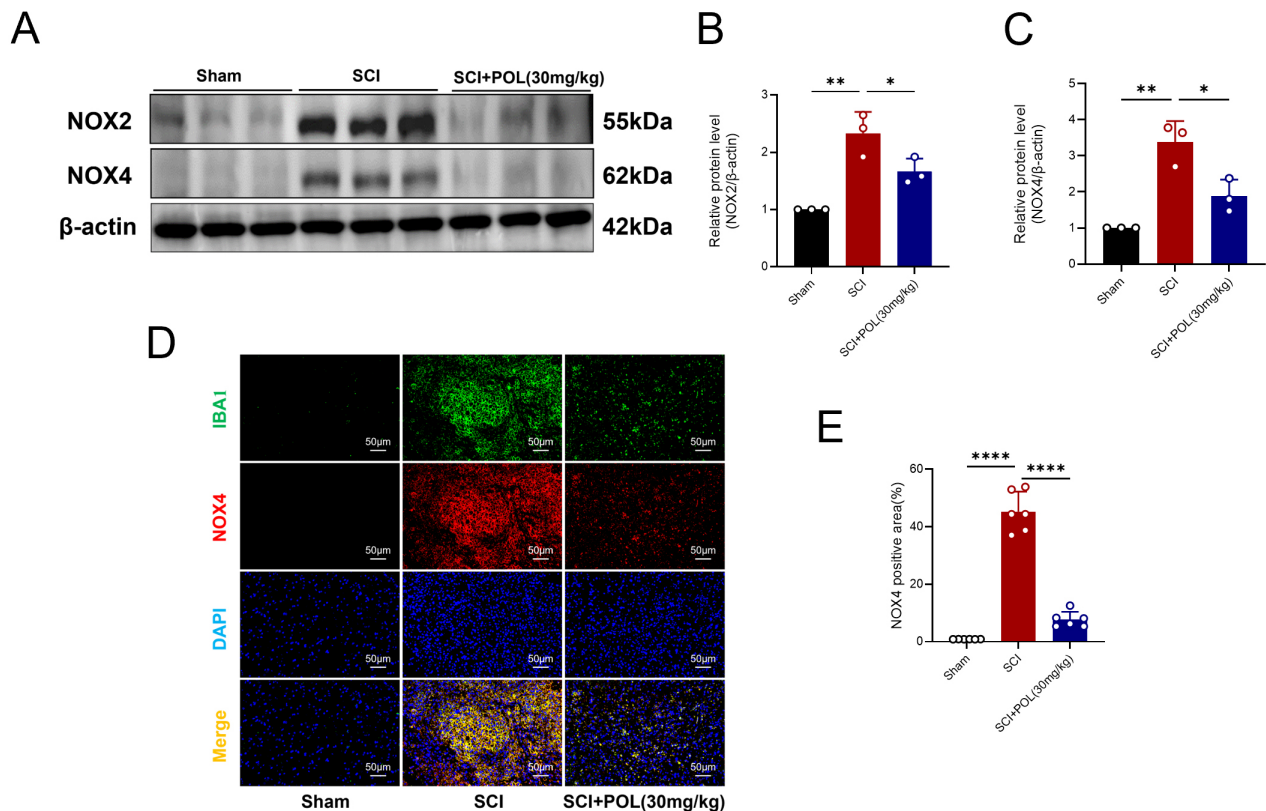 A
Sham SCI SCI+POL(30mg/kg)
NOX2 55kDa
NOX4 62kDa
β-actin 42kDa
B
Relative protein level
(NOX2/β-actin)
** *
3
2
1
0
Sham SCI SCI+POL(30mg/kg)
C
Relative protein level
(NOX4/β-actin)
** *
5
4
3
2
1
0
Sham SCI SCI+POL(30mg/kg)
D
IBA1
50μm 50μm 50μm
NOX4
50μm 50μm 50μm
DAPI
50μm 50μm 50μm
Merge
50μm 50μm 50μm
Sham SCI SCI+POL(30mg/kg)
E
NOX4 positive area(%)
**** ****
60
40
20
0
Sham SCI SCI+POL(30mg/kg)